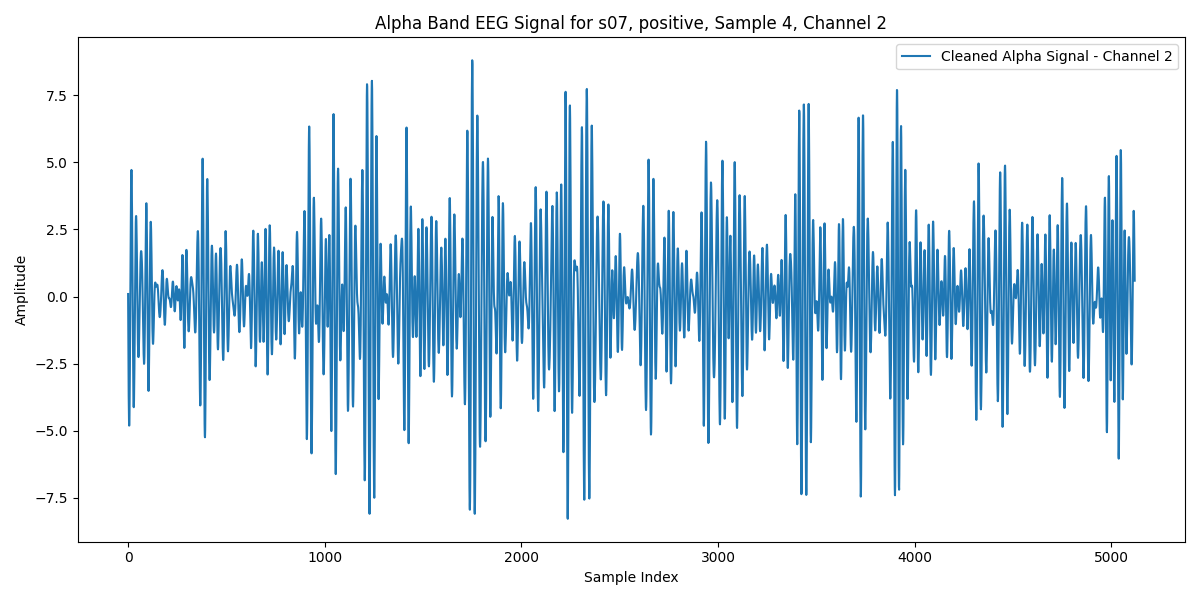 Alpha Band EEG Signal for s07, positive, Sample 4, Channel 2
Cleaned Alpha Signal - Channel 2
Amplitude
7.5
5.0
2.5
0.0
−2.5
−5.0
−7.5
0 1000 2000 3000 4000 5000
Sample Index